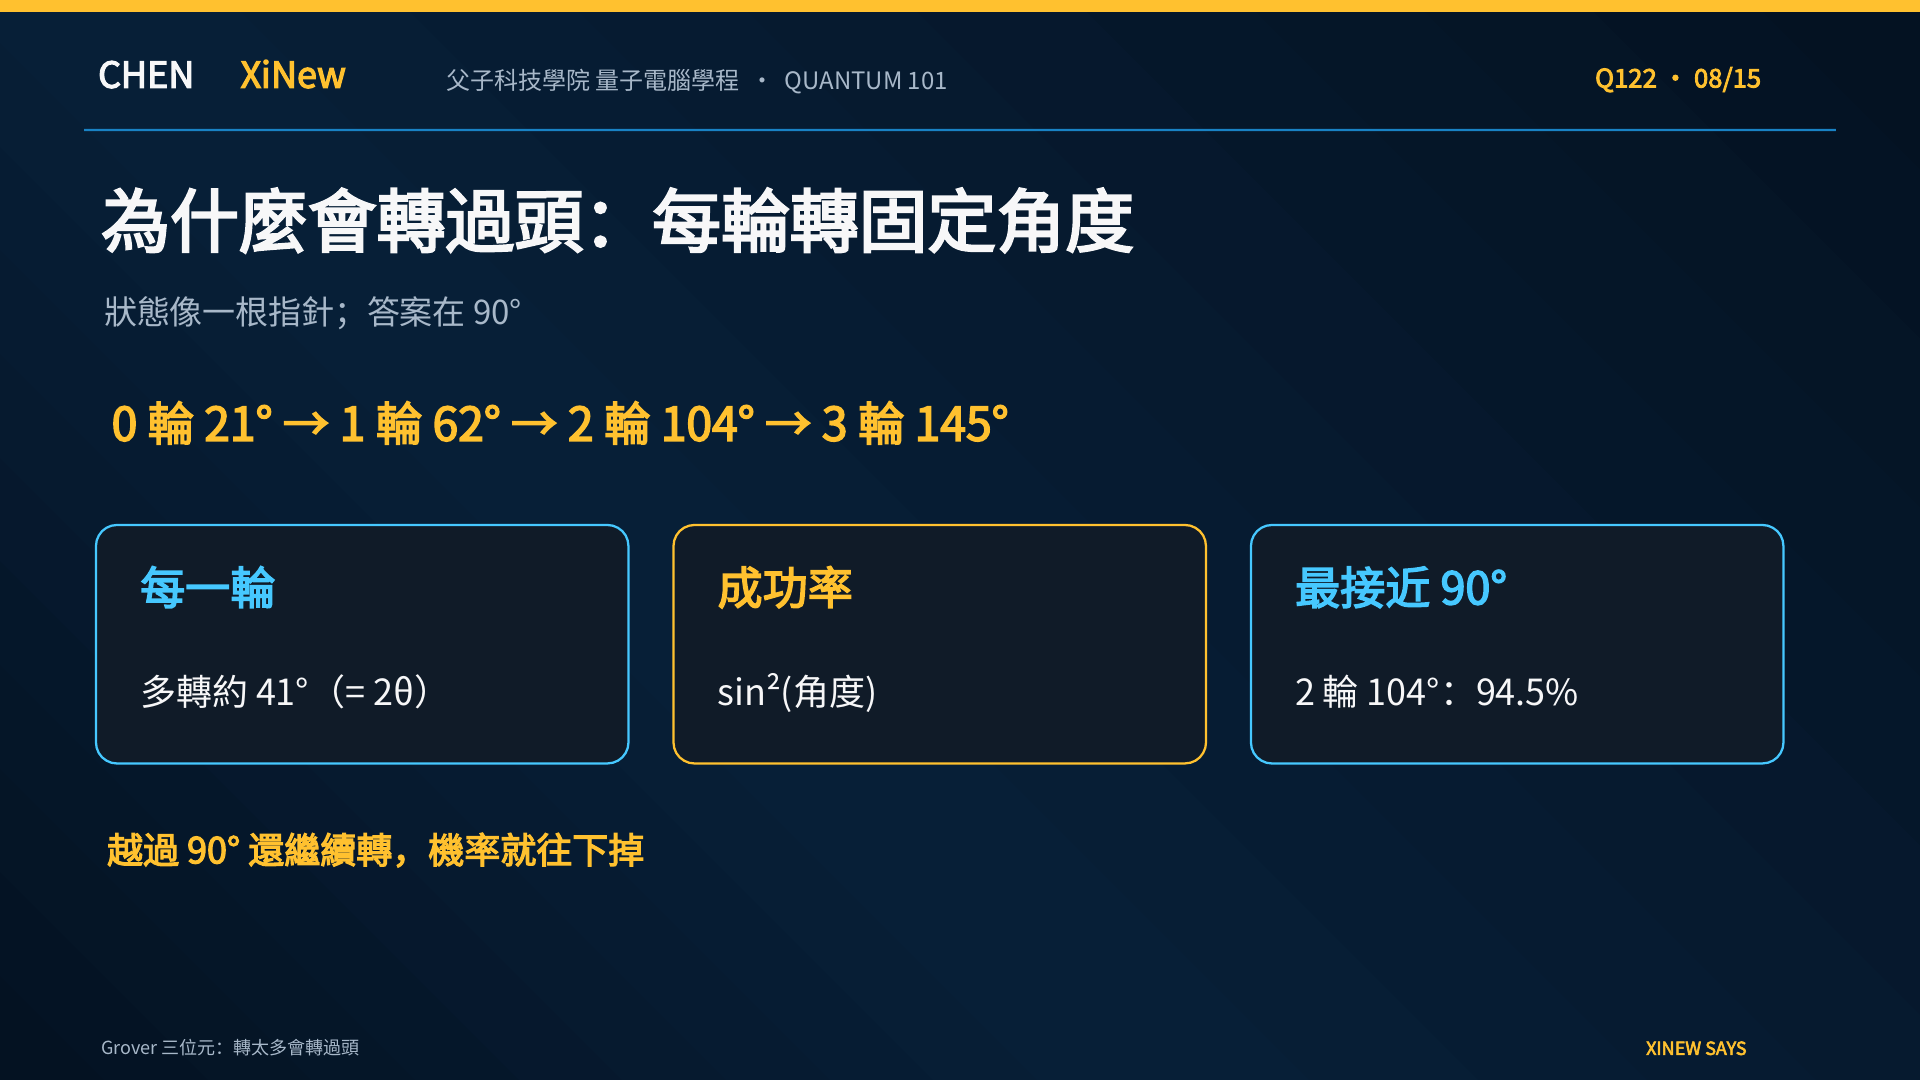 CHEN XiNew 父子科技學院 量子電腦學程 · QUANTUM 101 Q122 · 08/15
為什麼會轉過頭：每輪轉固定角度
狀態像一根指針；答案在 90°
0 輪 21° → 1 輪 62° → 2 輪 104° → 3 輪 145°
每一輪
多轉約 41°（= 2θ）
成功率
sin²(角度)
最接近 90°
2 輪 104°：94.5%
越過 90° 還繼續轉，機率就往下掉
Grover 三位元：轉太多會轉過頭
XINEW SAYS